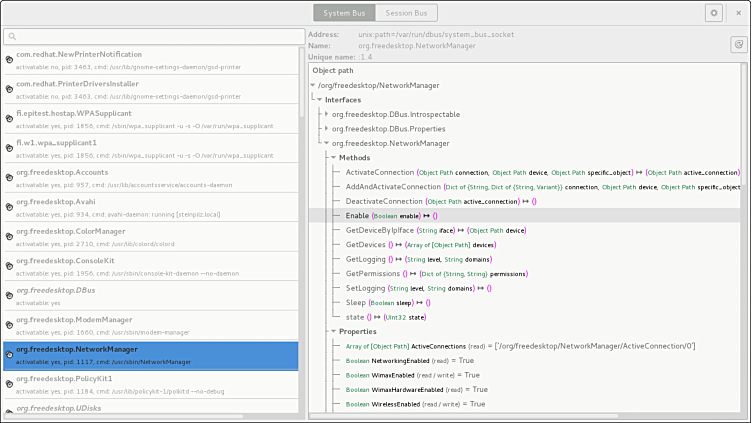 System Bus
Session Bus
com.redhat.NewPrinterNotification
activatable: no, pid: 3463, cmd: /usr/lib/gnome-settings-daemon/gsd-printer
com.redhat.PrinterDriversInstaller
activatable: no, pid: 3463, cmd: /usr/lib/gnome-settings-daemon/gsd-printer
fi.epitest.hostap.WPASupplicant
activatable: yes, pid: 1856, cmd: /sbin/wpa_supplicant -u -s -O /var/run/wpa_supplicant
fi.w1.wpa_supplicant1
activatable: yes, pid: 1856, cmd: /sbin/wpa_supplicant -u -s -O /var/run/wpa_supplicant
org.freedesktop.Accounts
activatable: yes, pid: 957, cmd: /usr/lib/accountsservice/accounts-daemon
org.freedesktop.Avahi
activatable: yes, pid: 934, cmd: avahi-daemon: running [steinpilz.local]
org.freedesktop.ColorManager
activatable: yes, pid: 2710, cmd: /usr/lib/colord/colord
org.freedesktop.ConsoleKit
activatable: yes, pid: 1956, cmd: /usr/sbin/console-kit-daemon --no-daemon
org.freedesktop.DBus
activatable: yes
org.freedesktop.ModemManager
activatable: yes, pid: 1660, cmd: /usr/sbin/modem-manager
org.freedesktop.NetworkManager
activatable: yes, pid: 1117, cmd: /usr/sbin/NetworkManager
org.freedesktop.PolicyKit1
activatable: yes, pid: 1184, cmd: /usr/lib/policykit-1/polkitd --no-debug
org.freedesktop.UDisks
Address: unix:path=/var/run/dbus/system_bus_socket
Name: org.freedesktop.NetworkManager
Unique name: :1.4
Object path
/org/freedesktop/NetworkManager
Interfaces
org.freedesktop.DBus.Introspectable
org.freedesktop.DBus.Properties
org.freedesktop.NetworkManager
Methods
ActivateConnection (Object Path connection, Object Path device, Object Path specific_object) ↦ (Object Path active_connection)
AddAndActivateConnection (Dict of {String, Dict of {String, Variant}} connection, Object Path device, Object Path specific_object
DeactivateConnection (Object Path active_connection) ↦ ()
Enable (Boolean enable) ↦ ()
GetDeviceByIpIface (String iface) ↦ (Object Path device)
GetDevices () ↦ (Array of [Object Path] devices)
GetLogging () ↦ (String level, String domains)
GetPermissions () ↦ (Dict of {String, String} permissions)
SetLogging (String level, String domains) ↦ ()
Sleep (Boolean sleep) ↦ ()
state () ↦ (UInt32 state)
Properties
Array of [Object Path] ActiveConnections (read) = ['/org/freedesktop/NetworkManager/ActiveConnection/0']
Boolean NetworkingEnabled (read) = True
Boolean WimaxEnabled (read / write) = True
Boolean WimaxHardwareEnabled (read) = True
Boolean WirelessEnabled (read / write) = True